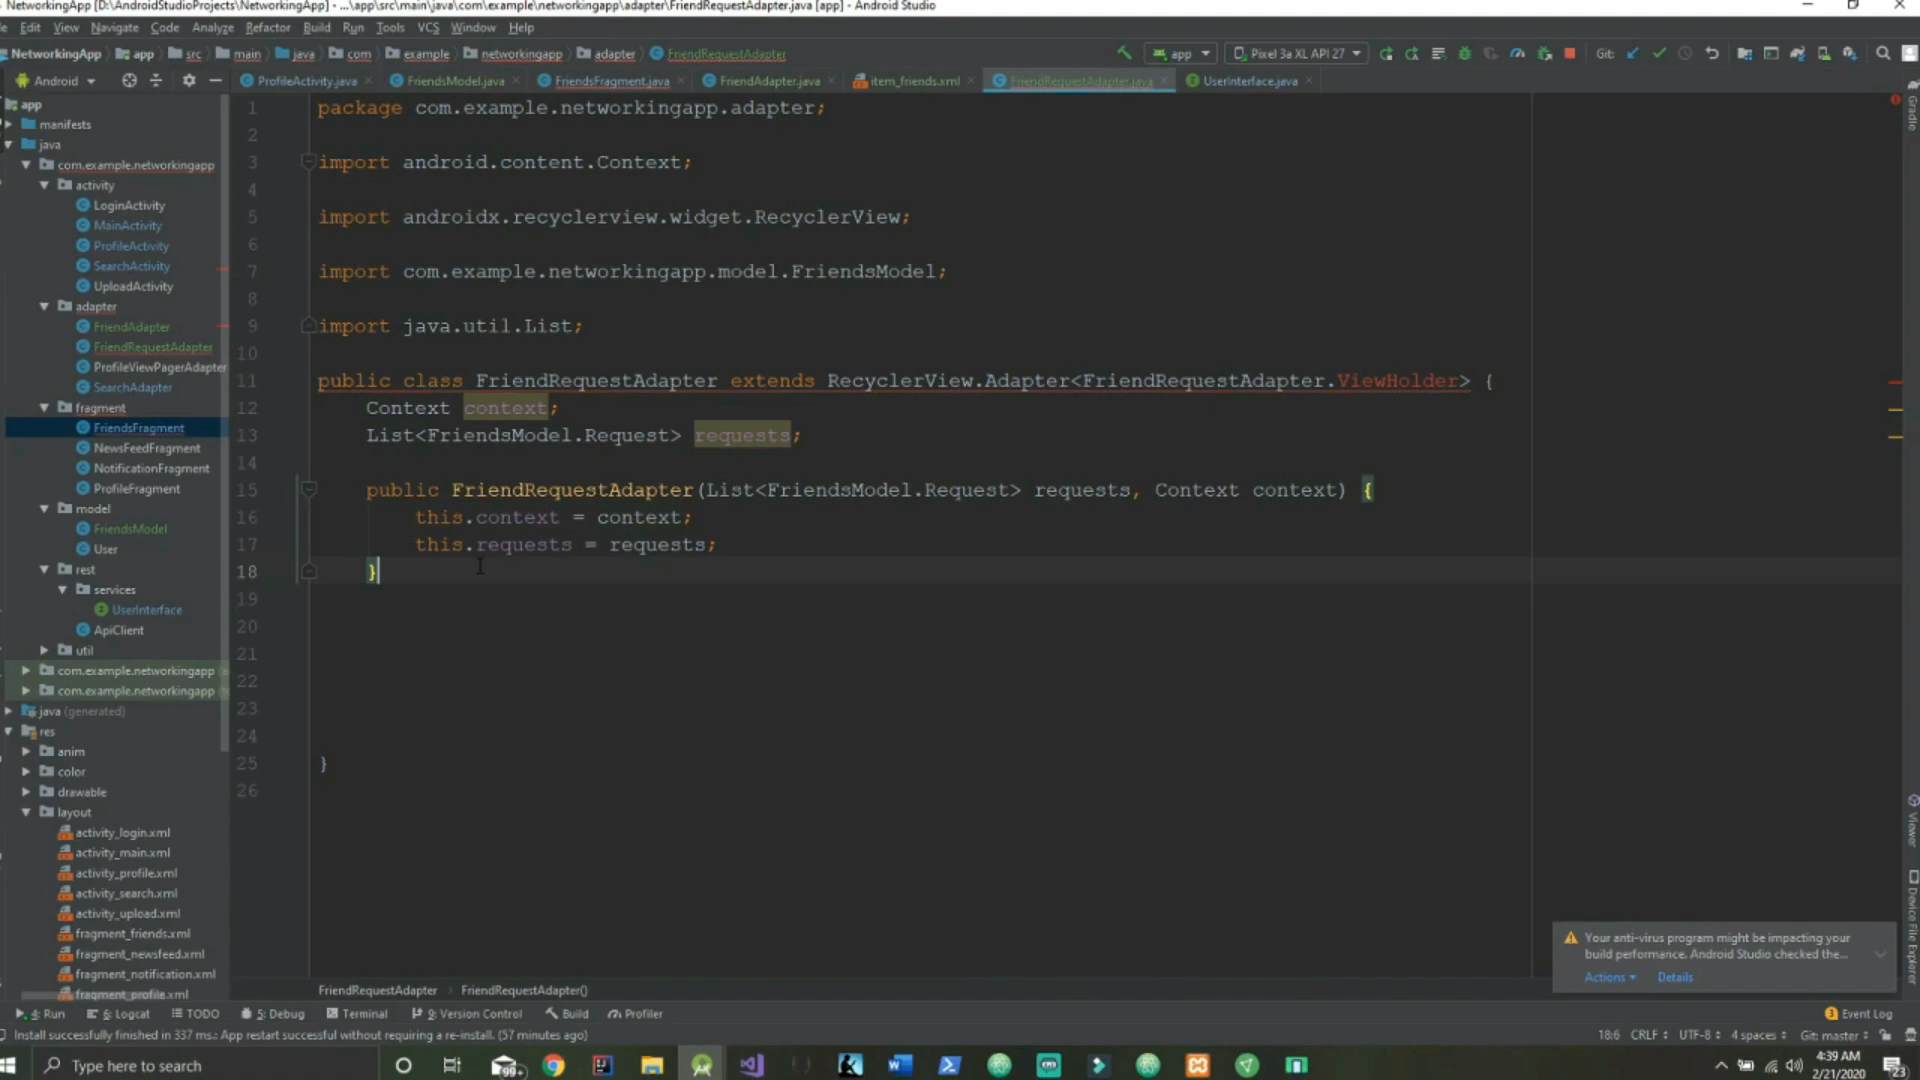 NetworkingApp [D:\AndroidStudioProjects\NetworkingApp] - ...\app\src\main\java\com\example\networkingapp\adapter\FriendRequestAdapter.java [app] - Android Studio
Edit View Navigate Code Analyze Refactor Build Run Tools VCS Window Help
NetworkingApp app src main java com example networkingapp adapter FriendRequestAdapter app Pixel 3a XL API 27 Git:
Android ProfileActivity.java FriendsModel.java FriendsFragment.java FriendAdapter.java item_friends.xml FriendRequestAdapter.java UserInterface.java
app
manifests
java
com.example.networkingapp
activity
LoginActivity
MainActivity
ProfileActivity
SearchActivity
UploadActivity
adapter
FriendAdapter
FriendRequestAdapter
ProfileViewPagerAdapter
SearchAdapter
fragment
FriendsFragment
NewsFeedFragment
NotificationFragment
ProfileFragment
model
FriendsModel
User
rest
services
UserInterface
ApiClient
util
com.example.networkingapp
com.example.networkingapp
java (generated)
res
anim
color
drawable
layout
activity_login.xml
activity_main.xml
activity_profile.xml
activity_search.xml
activity_upload.xml
fragment_friends.xml
fragment_newsfeed.xml
fragment_notification.xml
fragment_profile.xml
1 package com.example.networkingapp.adapter;
2
3 import android.content.Context;
4
5 import androidx.recyclerview.widget.RecyclerView;
6
7 import com.example.networkingapp.model.FriendsModel;
8
9 import java.util.List;
10
11 public class FriendRequestAdapter extends RecyclerView.Adapter<FriendRequestAdapter.ViewHolder> {
12 Context context;
13 List<FriendsModel.Request> requests;
14
15 public FriendRequestAdapter(List<FriendsModel.Request> requests, Context context) {
16 this.context = context;
17 this.requests = requests;
18 }
19
20
21
22
23
24
25 }
26
Gradle
Viewer
Device File Explorer
Your anti-virus program might be impacting your
build performance. Android Studio checked the...
Actions Details
FriendRequestAdapter FriendRequestAdapter()
4: Run 6: Logcat TODO 5: Debug Terminal 9: Version Control Build Profiler Event Log
Install successfully finished in 337 ms.: App restart successful without requiring a re-install. (57 minutes ago) 18:6 CRLF UTF-8 4 spaces Git: master
Type here to search 99+ 4:39 AM
2/21/2020 23